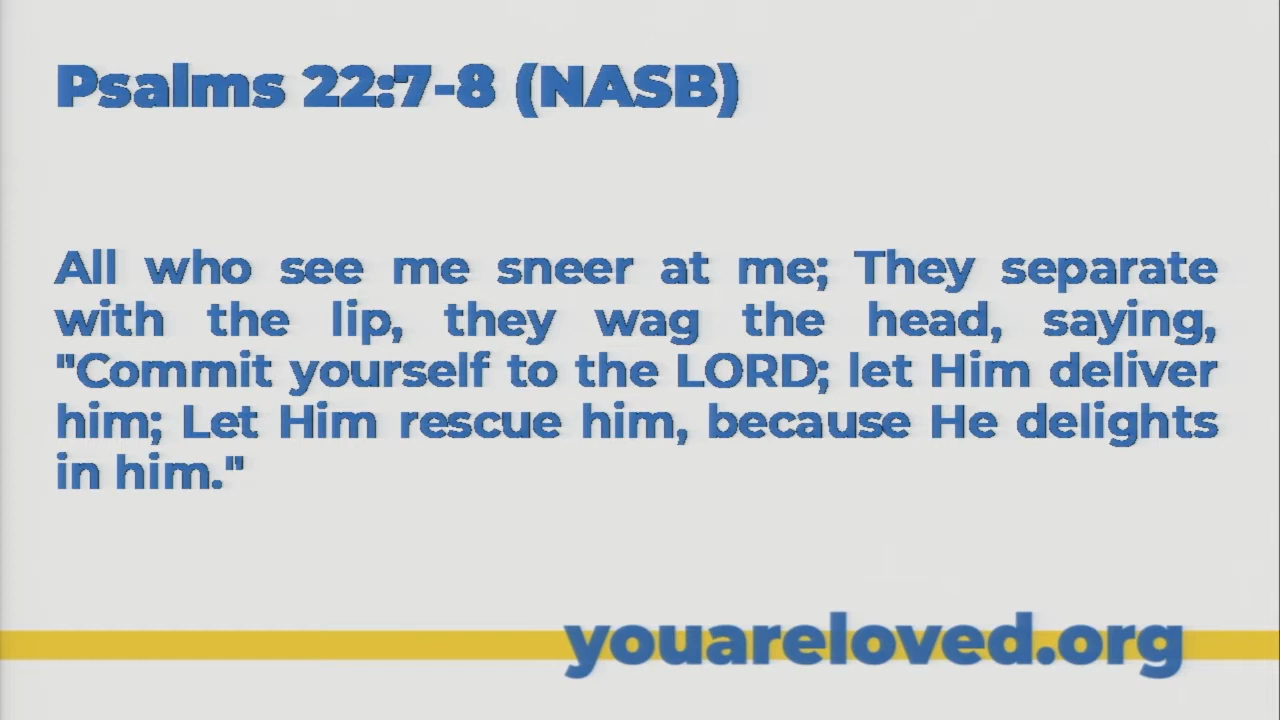 Psalms 22:7-8 (NASB)
All who see me sneer at me; They separate
with the lip, they wag the head, saying,
"Commit yourself to the LORD; let Him deliver
him; Let Him rescue him, because He delights
in him."
youareloved.org